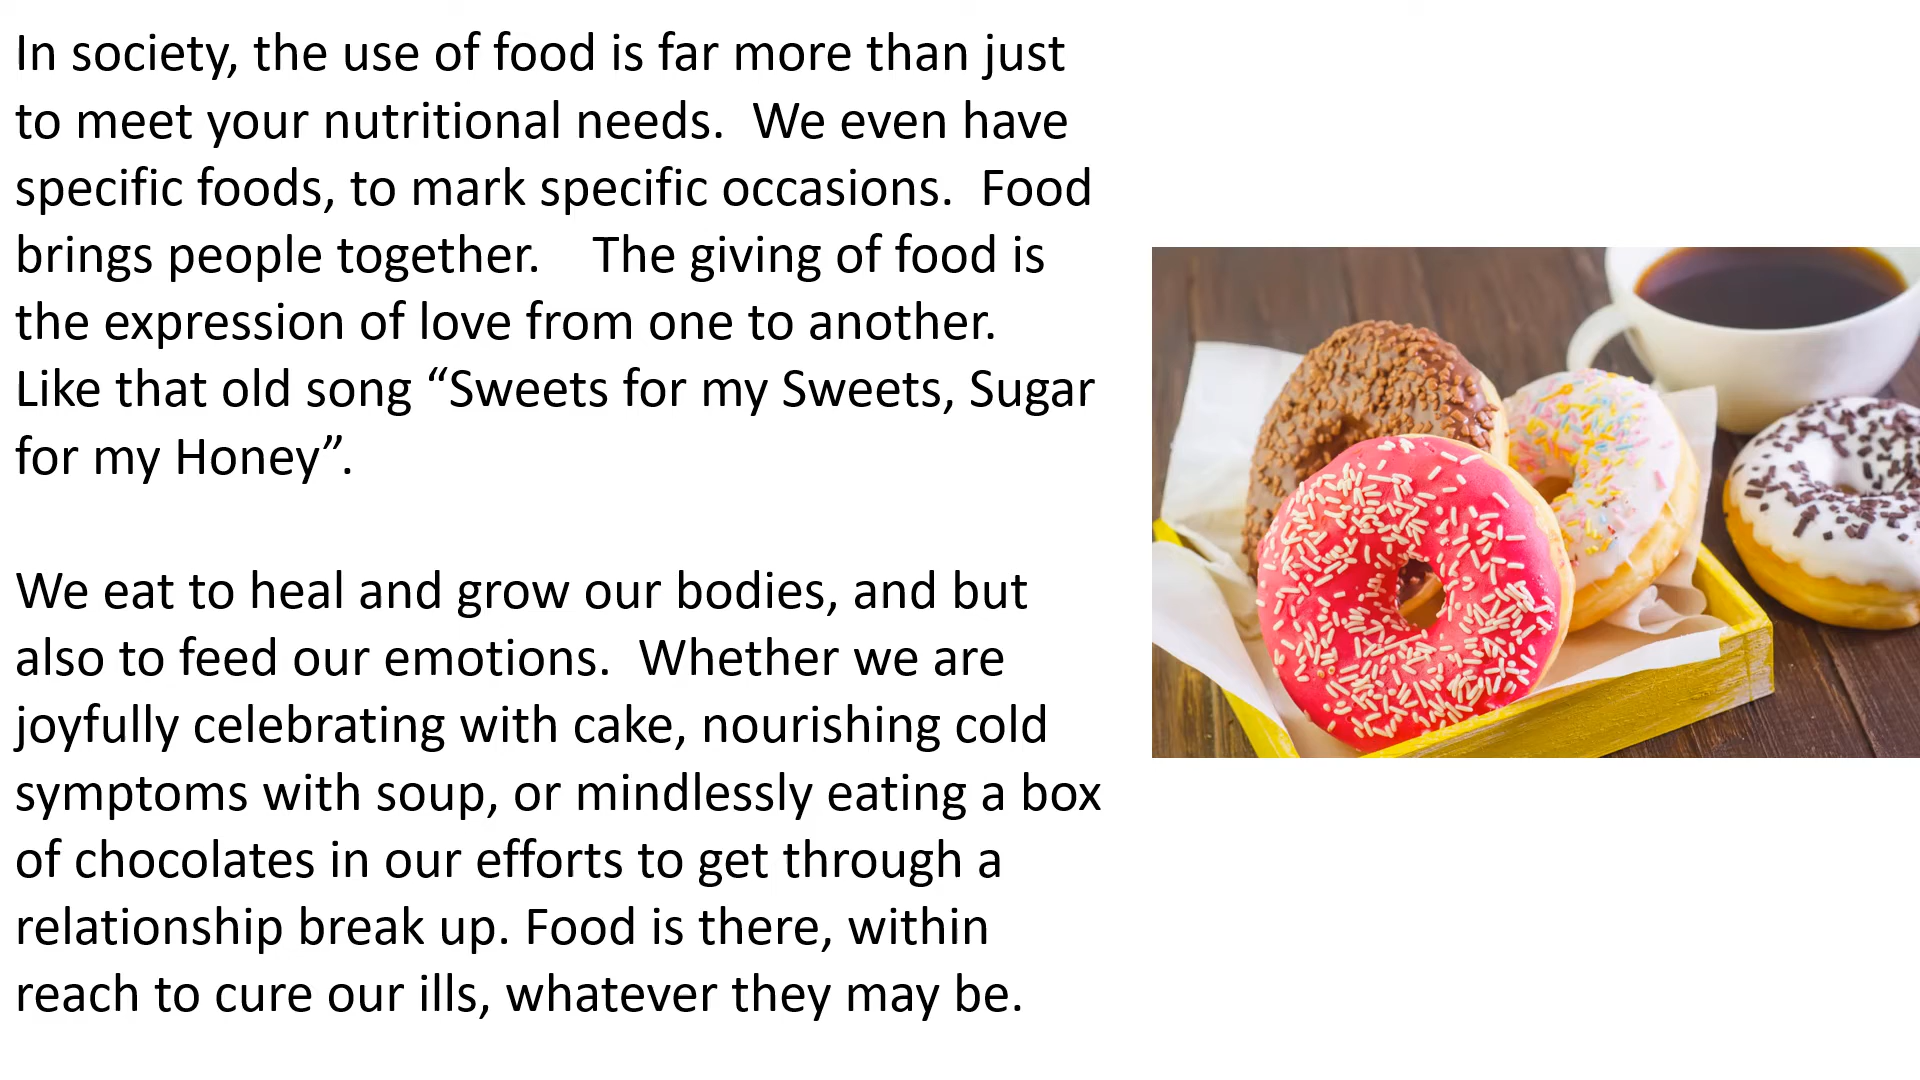 In society, the use of food is far more than just
to meet your nutritional needs.  We even have
specific foods, to mark specific occasions.  Food
brings people together.    The giving of food is
the expression of love from one to another.
Like that old song “Sweets for my Sweets, Sugar
for my Honey”.
We eat to heal and grow our bodies, and but
also to feed our emotions.  Whether we are
joyfully celebrating with cake, nourishing cold
symptoms with soup, or mindlessly eating a box
of chocolates in our efforts to get through a
relationship break up. Food is there, within
reach to cure our ills, whatever they may be.